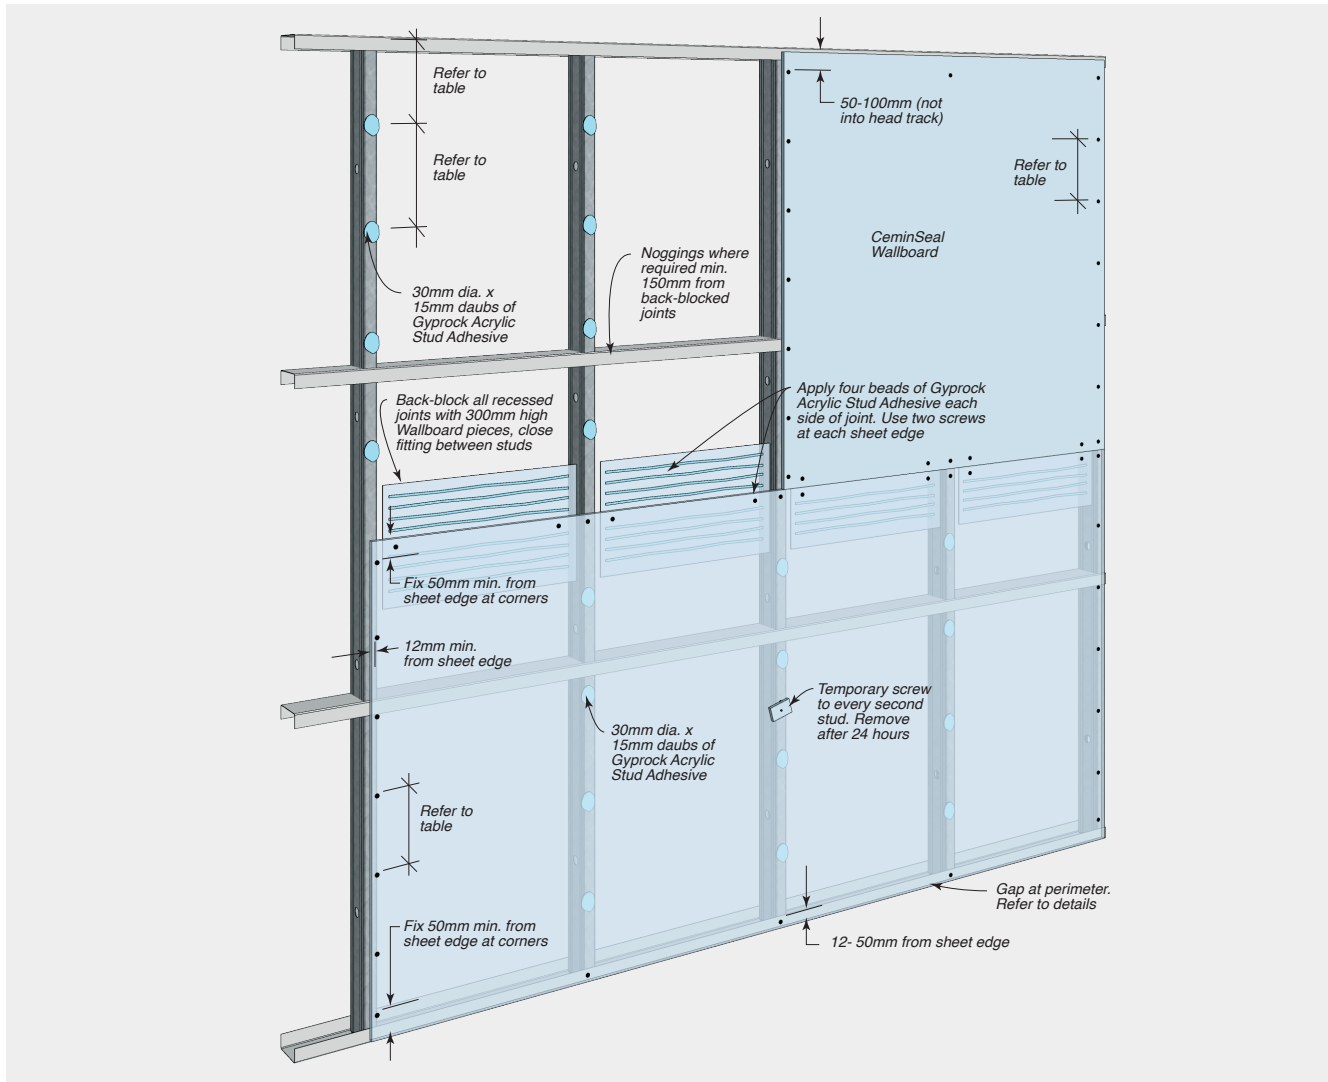 Refer to
table
50-100mm (not
into head track)
Refer to
table
Refer to
table
CeminSeal
Wallboard
Noggings where
required min.
150mm from
back-blocked
joints
30mm dia. x
15mm daubs of
Gyprock Acrylic
Stud Adhesive
Back-block all recessed
joints with 300mm high
Wallboard pieces, close
fitting between studs
Apply four beads of Gyprock
Acrylic Stud Adhesive each
side of joint. Use two screws
at each sheet edge
Fix 50mm min. from
sheet edge at corners
12mm min.
from sheet edge
Temporary screw
to every second
stud. Remove
after 24 hours
30mm dia. x
15mm daubs of
Gyprock Acrylic
Stud Adhesive
Refer to
table
Gap at perimeter.
Refer to details
Fix 50mm min. from
sheet edge at corners
12- 50mm from sheet edge